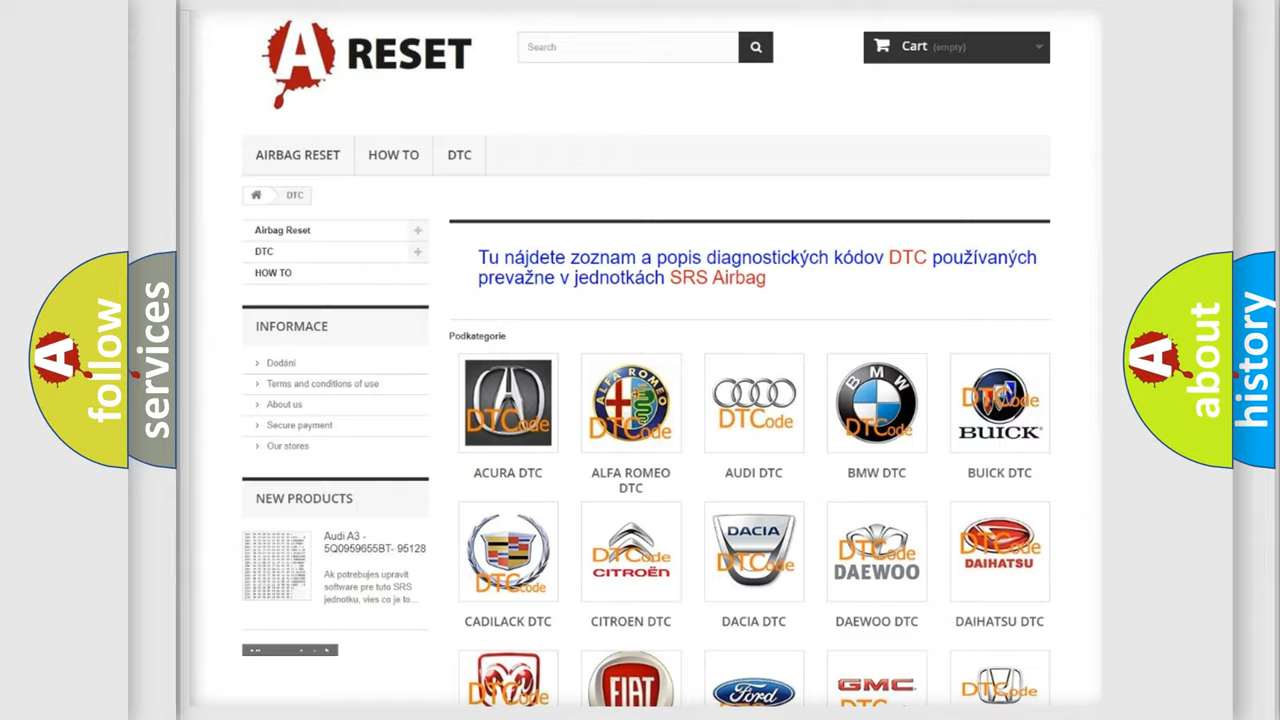 A RESET
Search
Cart (empty)
AIRBAG RESET
HOW TO
DTC
DTC
Airbag Reset
DTC
HOW TO
Tu nájdete zoznam a popis diagnostických kódov DTC používaných
prevažne v jednotkách SRS Airbag
INFORMACE
Dodání
Terms and conditions of use
About us
Secure payment
Our stores
NEW PRODUCTS
Audi A3 -
5Q0959655BT- 95128
Ak potrebujes upravit
software pre tuto SRS
jednotku, vies co je to...
Podkategorie
DTCode
ALFA ROMEO
DTCode
DTCode
BMW
DTCode
DTCode
BUICK
ACURA DTC
ALFA ROMEO
DTC
AUDI DTC
BMW DTC
BUICK DTC
DTCode
DTCode
CITROËN
DACIA
DTCode
DTCode
DAEWOO
DTCode
DAIHATSU
CADILACK DTC
CITROEN DTC
DACIA DTC
DAEWOO DTC
DAIHATSU DTC
DTCode
FIAT
Ford
GMC
DTCode
A
follow
services
A
about
history